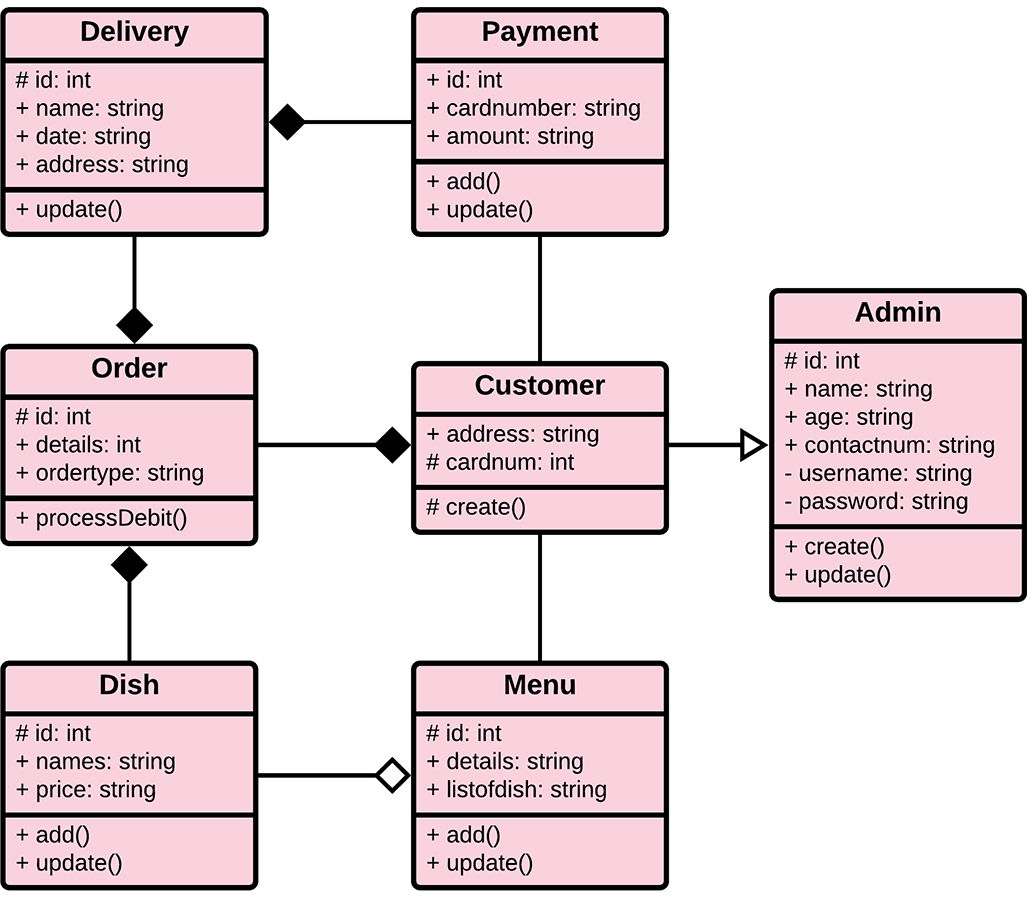 Delivery
# id: int
+ name: string
+ date: string
+ address: string
+ update()
Payment
+ id: int
+ cardnumber: string
+ amount: string
+ add()
+ update()
Order
# id: int
+ details: int
+ ordertype: string
+ processDebit()
Customer
+ address: string
# cardnum: int
# create()
Admin
# id: int
+ name: string
+ age: string
+ contactnum: string
- username: string
- password: string
+ create()
+ update()
Dish
# id: int
+ names: string
+ price: string
+ add()
+ update()
Menu
# id: int
+ details: string
+ listofdish: string
+ add()
+ update()